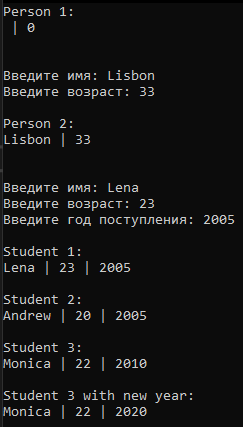 Person 1:
| 0
Введите имя: Lisbon
Введите возраст: 33
Person 2:
Lisbon | 33
Введите имя: Lena
Введите возраст: 23
Введите год поступления: 2005
Student 1:
Lena | 23 | 2005
Student 2:
Andrew | 20 | 2005
Student 3:
Monica | 22 | 2010
Student 3 with new year:
Monica | 22 | 2020